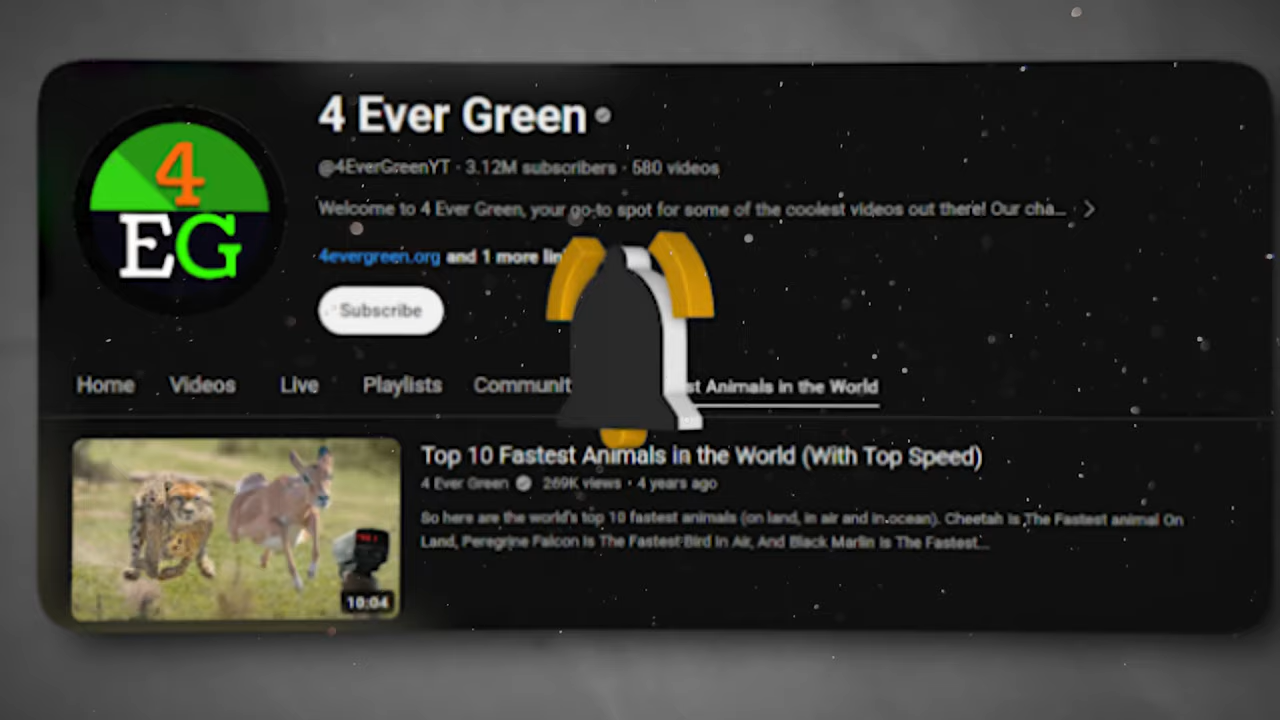 4
EG
4 Ever Green
@4EverGreenYT · 3.12M subscribers · 580 videos
Welcome to 4 Ever Green, your go-to spot for some of the coolest videos out there! Our cha...
4evergreen.org and 1 more lin
Subscribe
Home Videos Live Playlists Communit st Animals in the World
10:04
Top 10 Fastest Animals in the World (With Top Speed)
4 Ever Green 269K views · 4 years ago
So here are the world's top 10 fastest animals (on land, in air and in ocean). Cheetah Is The Fastest animal On
Land, Peregrine Falcon Is The Fastest Bird In Air, And Black Marlin Is The Fastest...